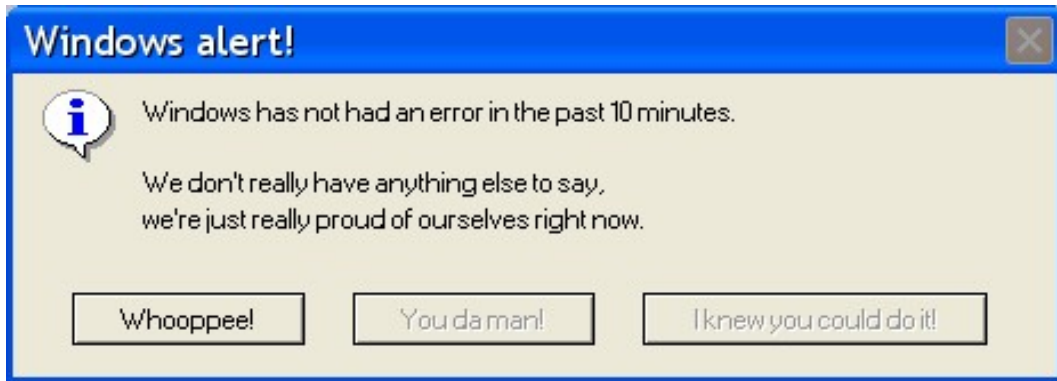 Windows alert!
Windows has not had an error in the past 10 minutes.
We don't really have anything else to say,
we're just really proud of ourselves right now.
Whooppee!
You da man!
I knew you could do it!